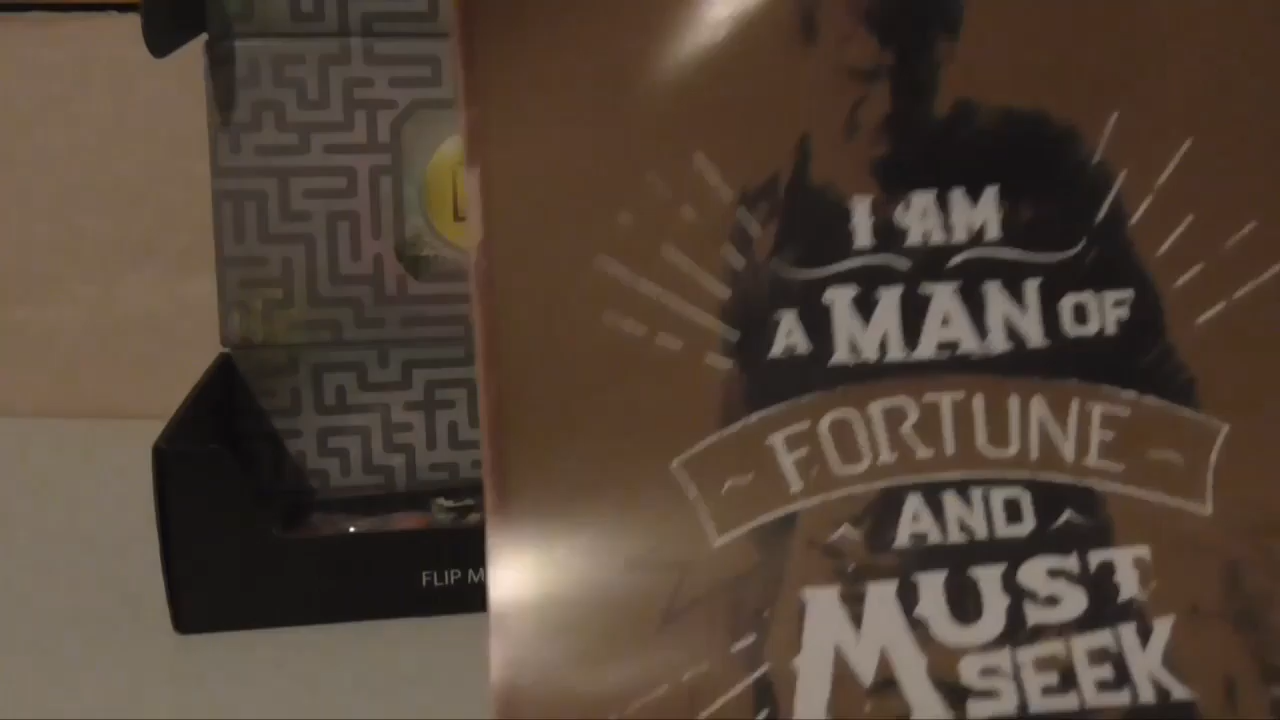 I AM
A MAN OF
~ FORTUNE ~
AND
MUST
SEEK
FLIP M